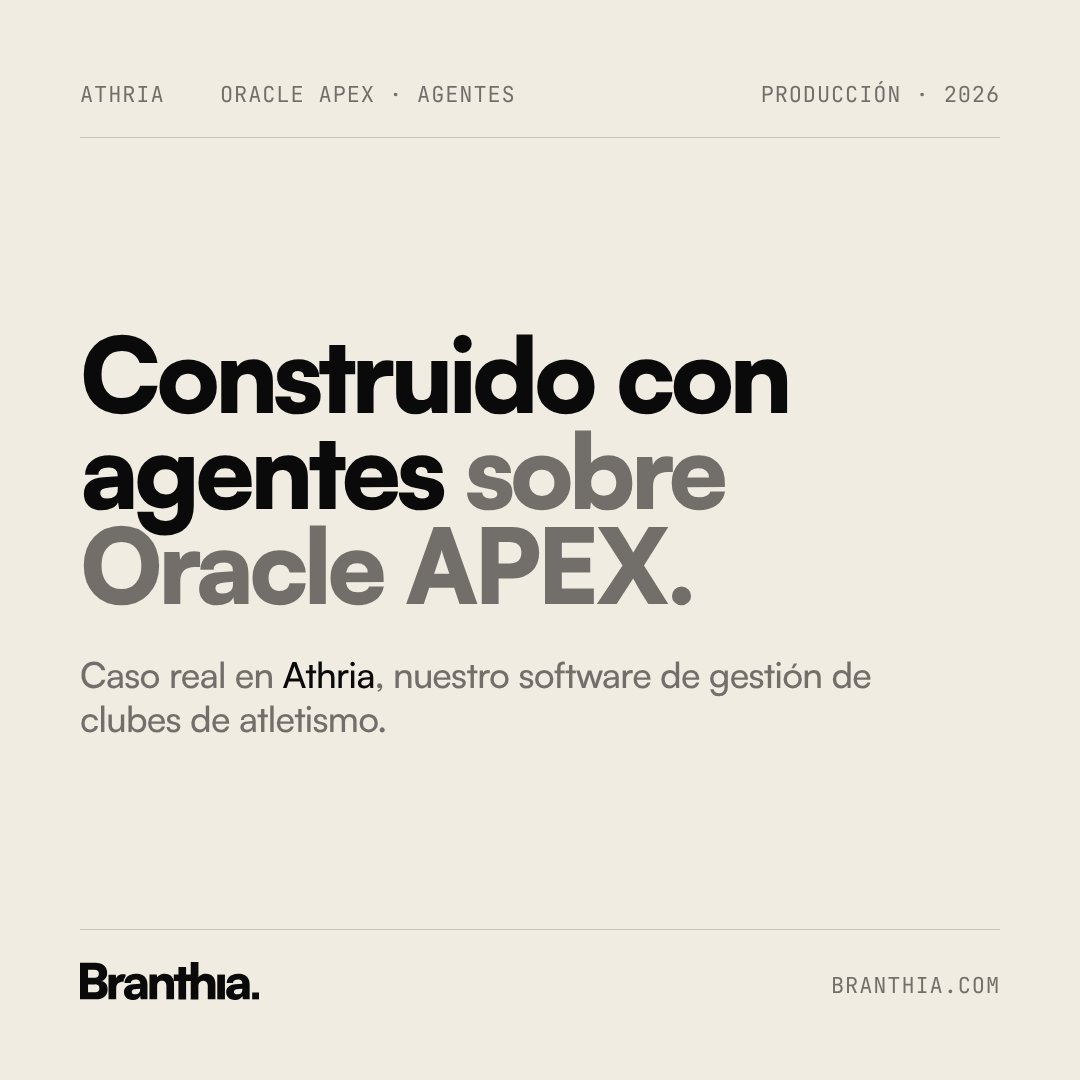 ATHRIA ORACLE APEX · AGENTES PRODUCCIÓN · 2026
Construido con
agentes sobre
Oracle APEX.
Caso real en Athria, nuestro software de gestión de
clubes de atletismo.
Branthıa. BRANTHIA.COM